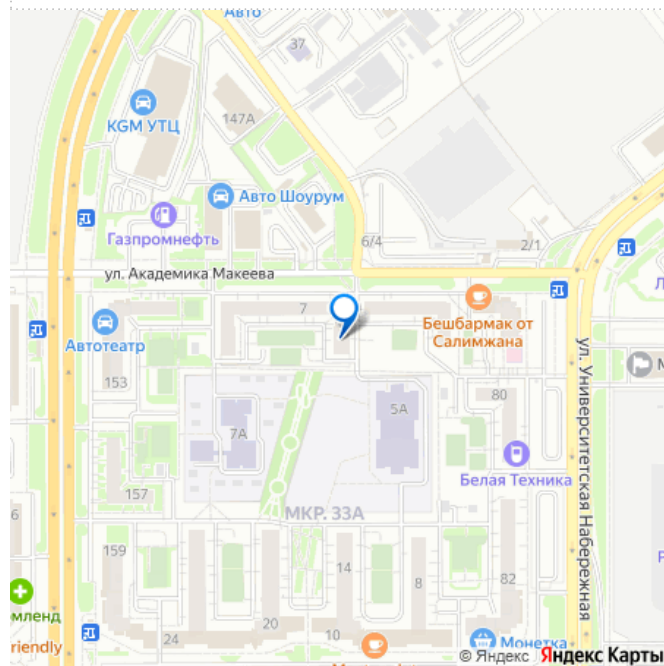 Авто
37
KGM УТЦ
147А
Авто Шоурум
Газпромнефть
6/4
2/1
ул. Академика Макеева
7
Бешбармак от
Салимжана
Автотеатр
153
80
5А
7А
Белая Техника
ул. Университетская Набережная
157
МКР. 33А
159
14
8
82
20
10
24
Монетка
мленд
riendly
© Яндекс Яндекс Карты